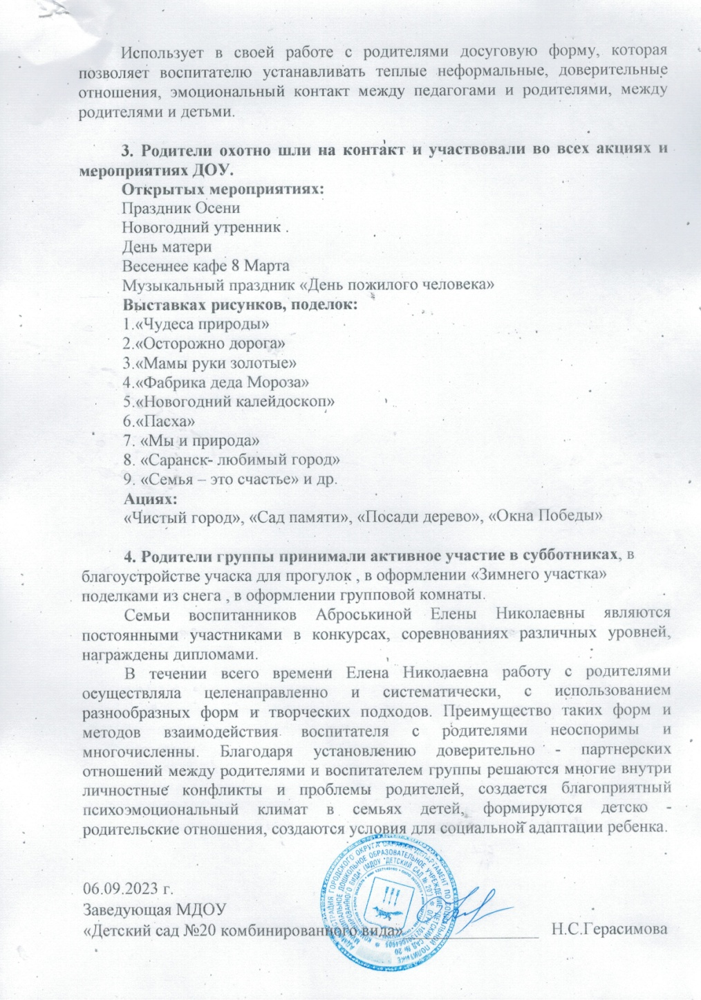 Использует в своей работе с родителями досуговую форму, которая
позволяет воспитателю устанавливать теплые неформальные, доверительные
отношения, эмоциональный контакт между педагогами и родителями, между
родителями и детьми.
3. Родители охотно шли на контакт и участвовали во всех акциях и
мероприятиях ДОУ.
Открытых мероприятиях:
Праздник Осени
Новогодний утренник .
День матери
Весеннее кафе 8 Марта
Музыкальный праздник «День пожилого человека»
Выставках рисунков, поделок:
1.«Чудеса природы»
2.«Осторожно дорога»
3.«Мамы руки золотые»
4.«Фабрика деда Мороза»
5.«Новогодний калейдоскоп»
6.«Пасха»
7. «Мы и природа»
8. «Саранск- любимый город»
9. «Семья – это счастье» и др.
Ациях:
«Чистый город», «Сад памяти», «Посади дерево», «Окна Победы»
4. Родители группы принимали активное участие в субботниках, в
благоустройстве учаска для прогулок , в оформлении «Зимнего участка»
поделками из снега , в оформлении групповой комнаты.
Семьи воспитанников Аброськиной Елены Николаевны являются
постоянными участниками в конкурсах, соревнованиях различных уровней,
награждены дипломами.
В течении всего времени Елена Николаевна работу с родителями
осуществляла целенаправленно и систематически, с использованием
разнообразных форм и творческих подходов. Преимущество таких форм и
методов взаимодействия воспитателя с родителями неоспоримы и
многочисленны. Благодаря установлению доверительно - партнерских
отношений между родителями и воспитателем группы решаются многие внутри
личностные конфликты и проблемы родителей, создается благоприятный
психоэмоциональный климат в семьях детей, формируются детско -
родительские отношения, создаются условия для социальной адаптации ребенка.
06.09.2023 г.
Заведующая МДОУ
«Детский сад №20 комбинированного вида» Н.С.Герасимова